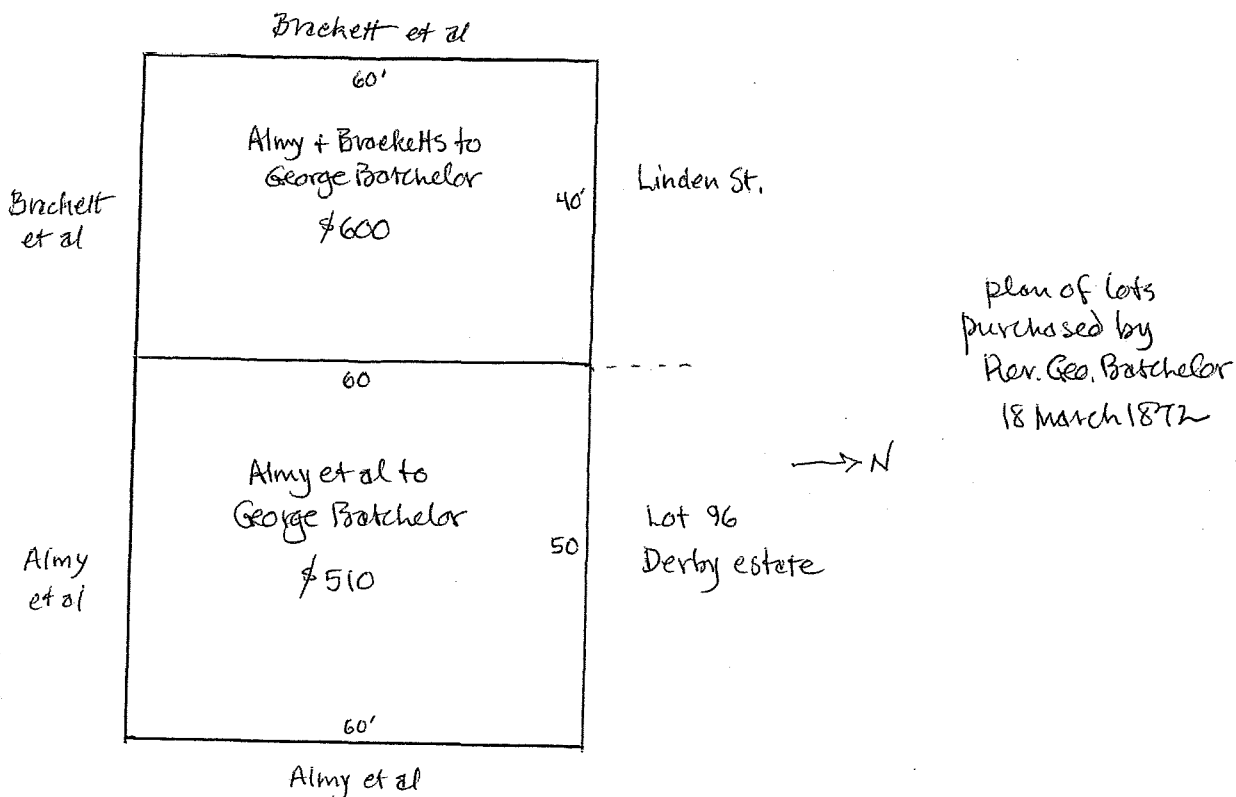 Brackett et al
60'
Almy + Bracketts to
George Batchelor
$600
40'
Linden St.
Brackett
et al
plan of lots
purchased by
Rev. Geo. Batchelor
18 March 1872
60
→ N
Almy et al to
George Batchelor
$510
50
Lot 96
Derby estate
Almy
et al
60'
Almy et al